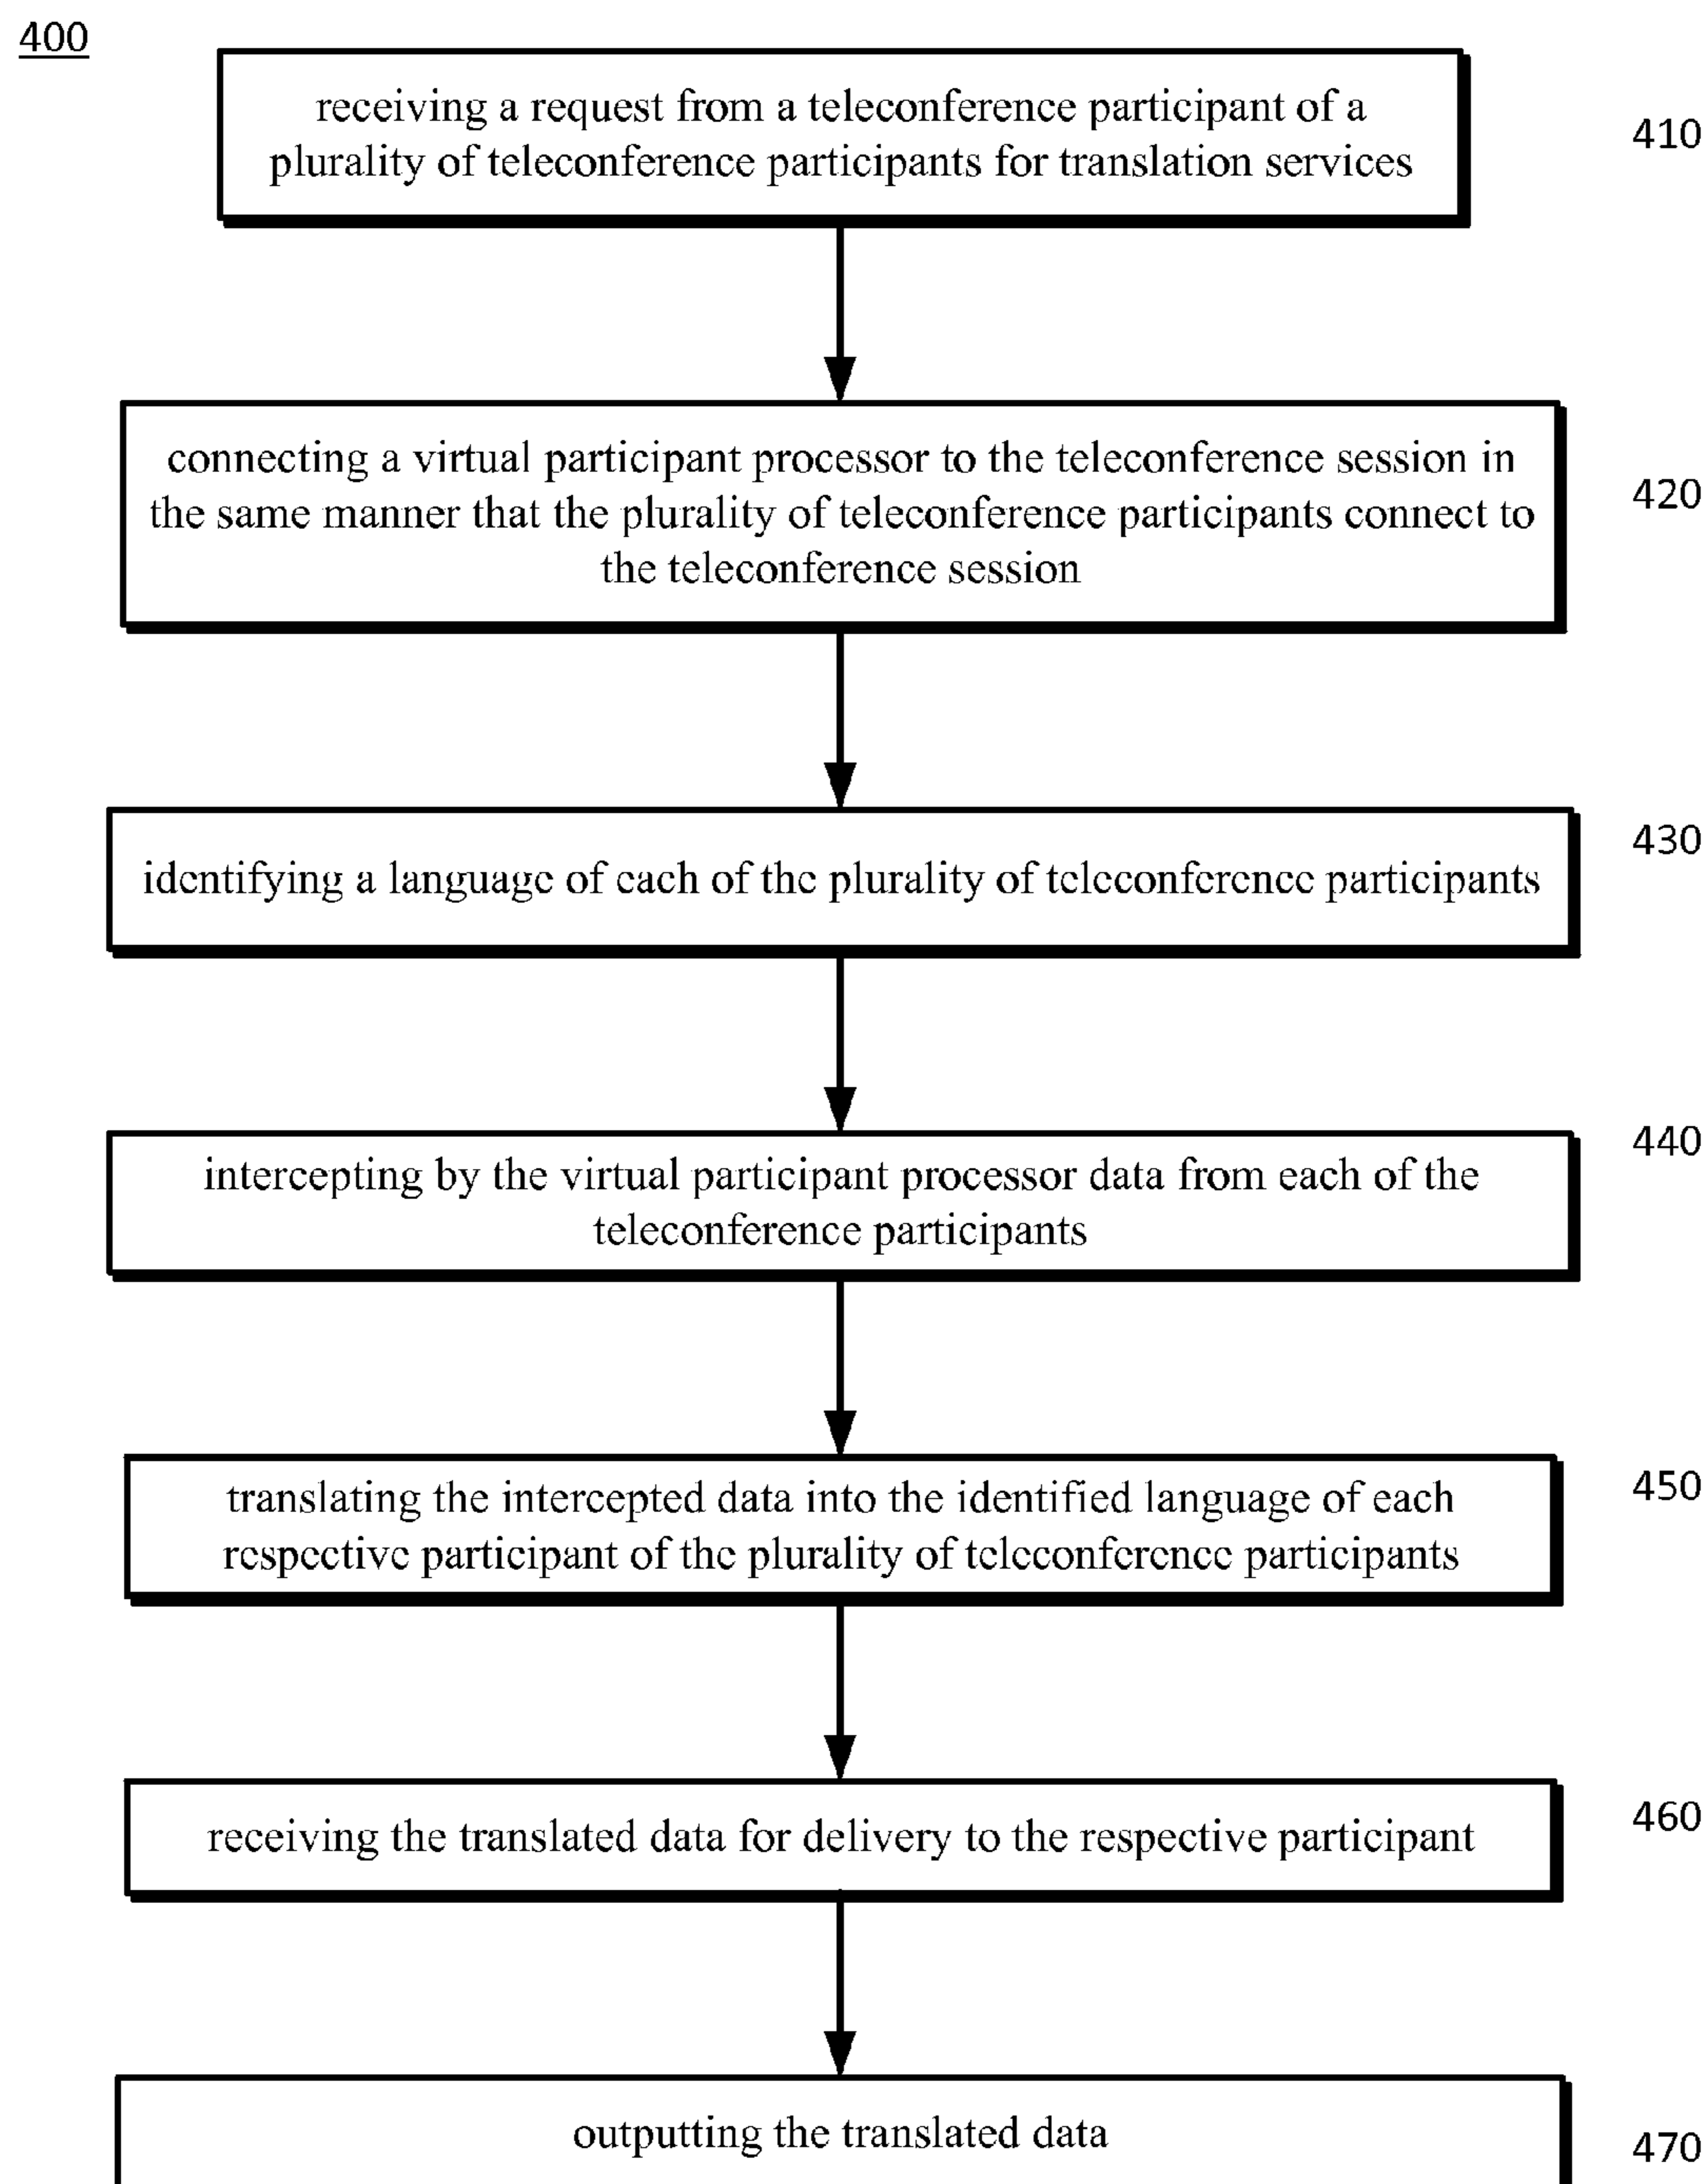 400
receiving a request from a teleconference participant of a
plurality of teleconference participants for translation services
410
connecting a virtual participant processor to the teleconference session in
the same manner that the plurality of teleconference participants connect to
the teleconference session
420
identifying a language of each of the plurality of teleconference participants
430
intercepting by the virtual participant processor data from each of the
teleconference participants
440
translating the intercepted data into the identified language of each
respective participant of the plurality of teleconference participants
450
receiving the translated data for delivery to the respective participant
460
outputting the translated data
470